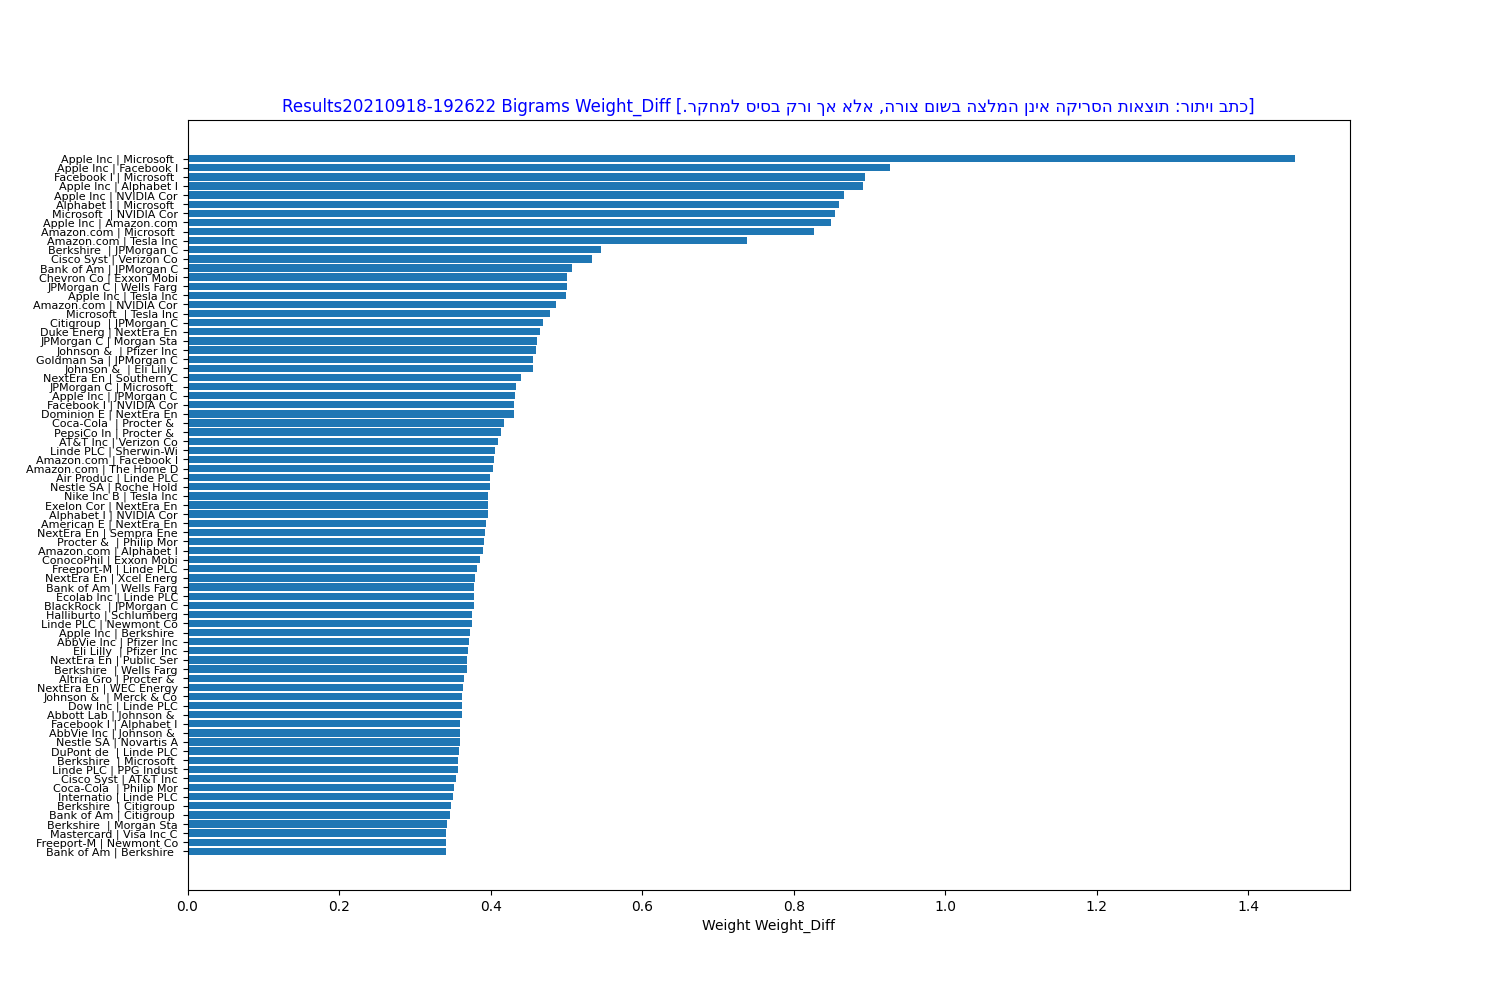 Results20210918-192622 Bigrams Weight_Diff [כתב ויתור: תוצאות הסריקה אינן המלצה בשום צורה, אלא אך ורק בסיס למחקר.]
Apple Inc | Microsoft
Apple Inc | Facebook I
Facebook I | Microsoft
Apple Inc | Alphabet I
Apple Inc | NVIDIA Cor
Alphabet I | Microsoft
Microsoft | NVIDIA Cor
Apple Inc | Amazon.com
Amazon.com | Microsoft
Amazon.com | Tesla Inc
Berkshire | JPMorgan C
Cisco Syst | Verizon Co
Bank of Am | JPMorgan C
Chevron Co | Exxon Mobi
JPMorgan C | Wells Farg
Apple Inc | Tesla Inc
Amazon.com | NVIDIA Cor
Microsoft | Tesla Inc
Citigroup | JPMorgan C
Duke Energ | NextEra En
JPMorgan C | Morgan Sta
Johnson & | Pfizer Inc
Goldman Sa | JPMorgan C
Johnson & | Eli Lilly
NextEra En | Southern C
JPMorgan C | Microsoft
Apple Inc | JPMorgan C
Facebook I | NVIDIA Cor
Dominion E | NextEra En
Coca-Cola | Procter &
PepsiCo In | Procter &
AT&T Inc | Verizon Co
Linde PLC | Sherwin-Wi
Amazon.com | Facebook I
Amazon.com | The Home D
Air Produc | Linde PLC
Nestle SA | Roche Hold
Nike Inc B | Tesla Inc
Exelon Cor | NextEra En
Alphabet I | NVIDIA Cor
American E | NextEra En
NextEra En | Sempra Ene
Procter & | Philip Mor
Amazon.com | Alphabet I
ConocoPhil | Exxon Mobi
Freeport-M | Linde PLC
NextEra En | Xcel Energ
Bank of Am | Wells Farg
Ecolab Inc | Linde PLC
BlackRock | JPMorgan C
Halliburto | Schlumberg
Linde PLC | Newmont Co
Apple Inc | Berkshire
AbbVie Inc | Pfizer Inc
Eli Lilly | Pfizer Inc
NextEra En | Public Ser
Berkshire | Wells Farg
Altria Gro | Procter &
NextEra En | WEC Energy
Johnson & | Merck & Co
Dow Inc | Linde PLC
Abbott Lab | Johnson &
Facebook I | Alphabet I
AbbVie Inc | Johnson &
Nestle SA | Novartis A
DuPont de | Linde PLC
Berkshire | Microsoft
Linde PLC | PPG Indust
Cisco Syst | AT&T Inc
Coca-Cola | Philip Mor
Internatio | Linde PLC
Berkshire | Citigroup
Bank of Am | Citigroup
Berkshire | Morgan Sta
Mastercard | Visa Inc C
Freeport-M | Newmont Co
Bank of Am | Berkshire
0.0 0.2 0.4 0.6 0.8 1.0 1.2 1.4
Weight Weight_Diff